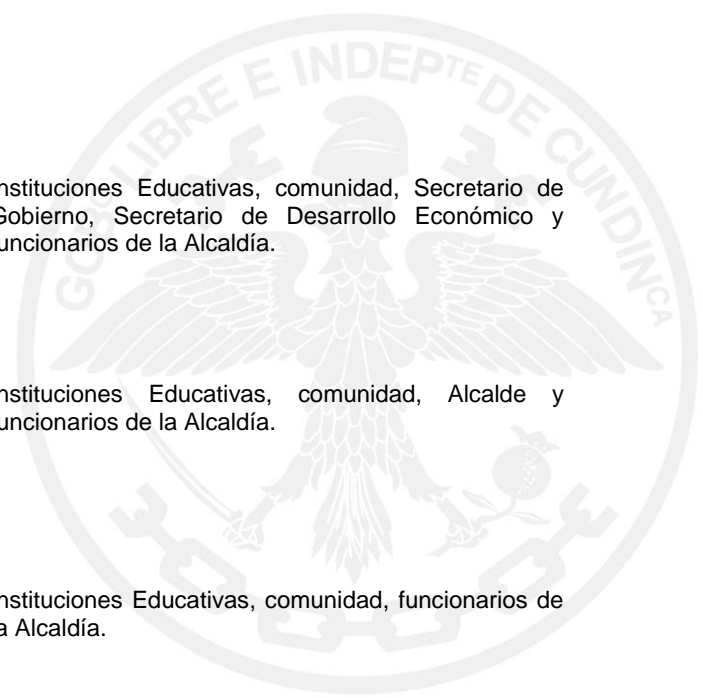 GOBº LIBRE E INDEPTE DE CUNDINCA
nstituciones Educativas, comunidad, Secretario de
Gobierno, Secretario de Desarrollo Económico y
uncionarios de la Alcaldía.
nstituciones Educativas, comunidad, Alcalde y
uncionarios de la Alcaldía.
nstituciones Educativas, comunidad, funcionarios de
a Alcaldía.